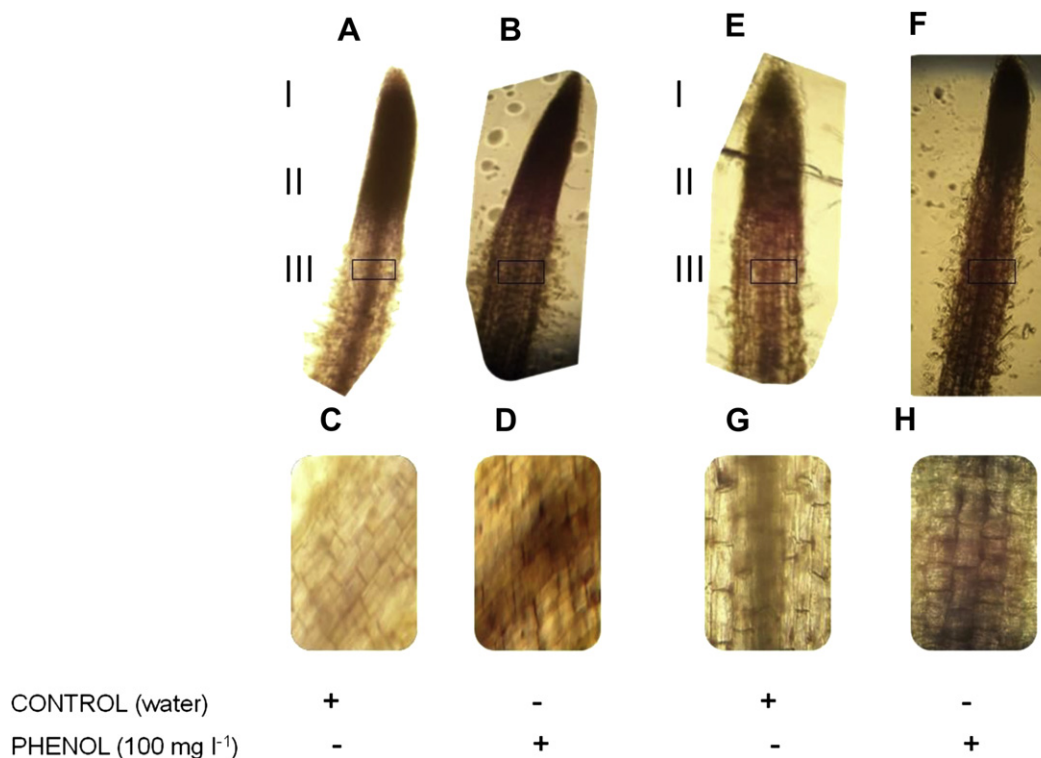 A B E F
I I
II II
III III
C D G H
CONTROL (water) + - + -
PHENOL (100 mg l⁻¹) - + - +